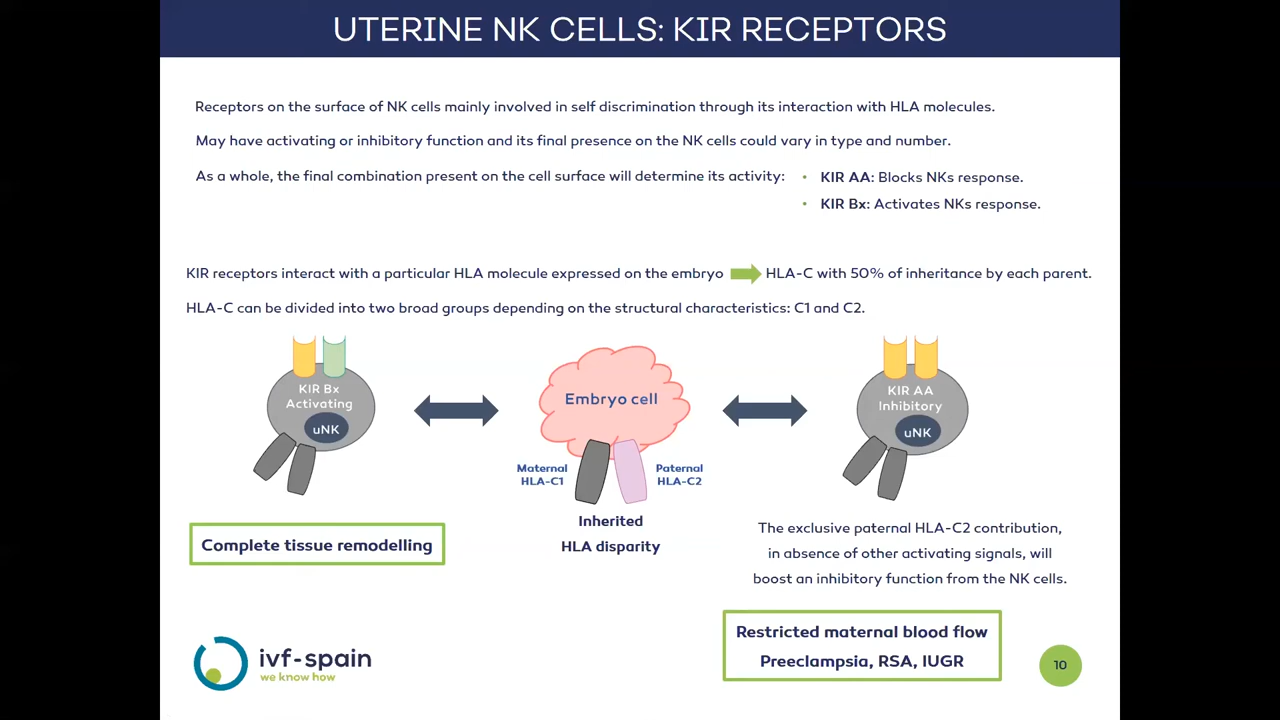 UTERINE NK CELLS: KIR RECEPTORS
Receptors on the surface of NK cells mainly involved in self discrimination through its interaction with HLA molecules.
May have activating or inhibitory function and its final presence on the NK cells could vary in type and number.
As a whole, the final combination present on the cell surface will determine its activity:
• KIR AA: Blocks NKs response.
• KIR Bx: Activates NKs response.
KIR receptors interact with a particular HLA molecule expressed on the embryo HLA-C with 50% of inheritance by each parent.
HLA-C can be divided into two broad groups depending on the structural characteristics: C1 and C2.
KIR Bx
Activating
uNK
Complete tissue remodelling
Embryo cell
Maternal
HLA-C1
Paternal
HLA-C2
Inherited
HLA disparity
KIR AA
Inhibitory
uNK
The exclusive paternal HLA-C2 contribution,
in absence of other activating signals, will
boost an inhibitory function from the NK cells.
Restricted maternal blood flow
Preeclampsia, RSA, IUGR
ivf-spain
we know how
10